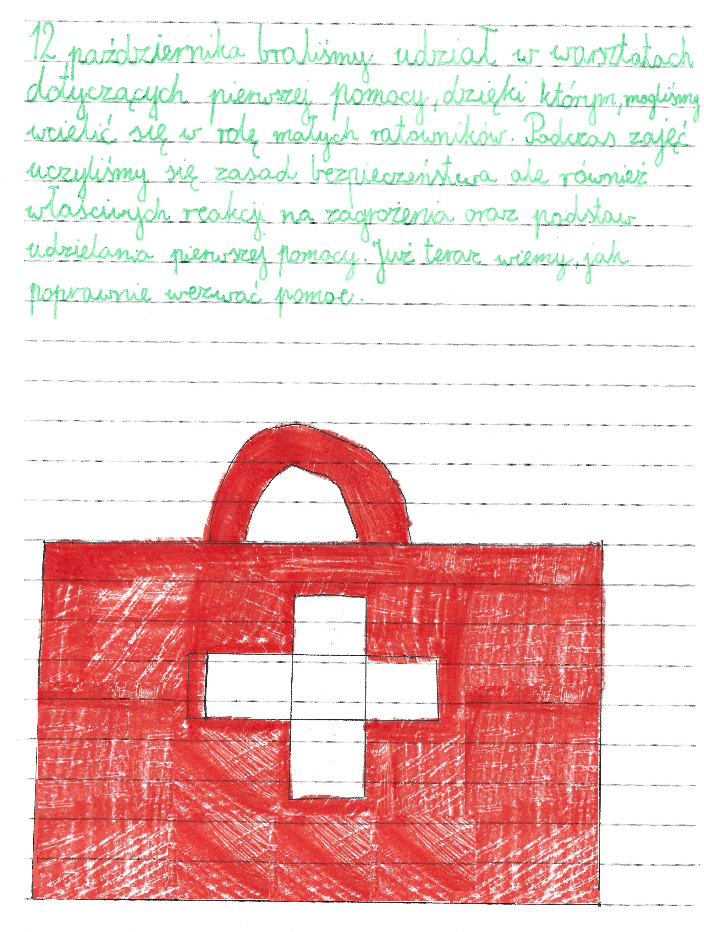 12 października braliśmy udział w warsztatach
dotyczących pierwszej pomocy, dzięki którym, mogliśmy
wcielić się w rolę małych ratowników. Podczas zajęć
uczyliśmy się zasad bezpieczeństwa ale również
właściwych reakcji na zagrożenia oraz podstaw
udzielania pierwszej pomocy. Już teraz wiemy, jak
poprawnie wezwać pomoc.